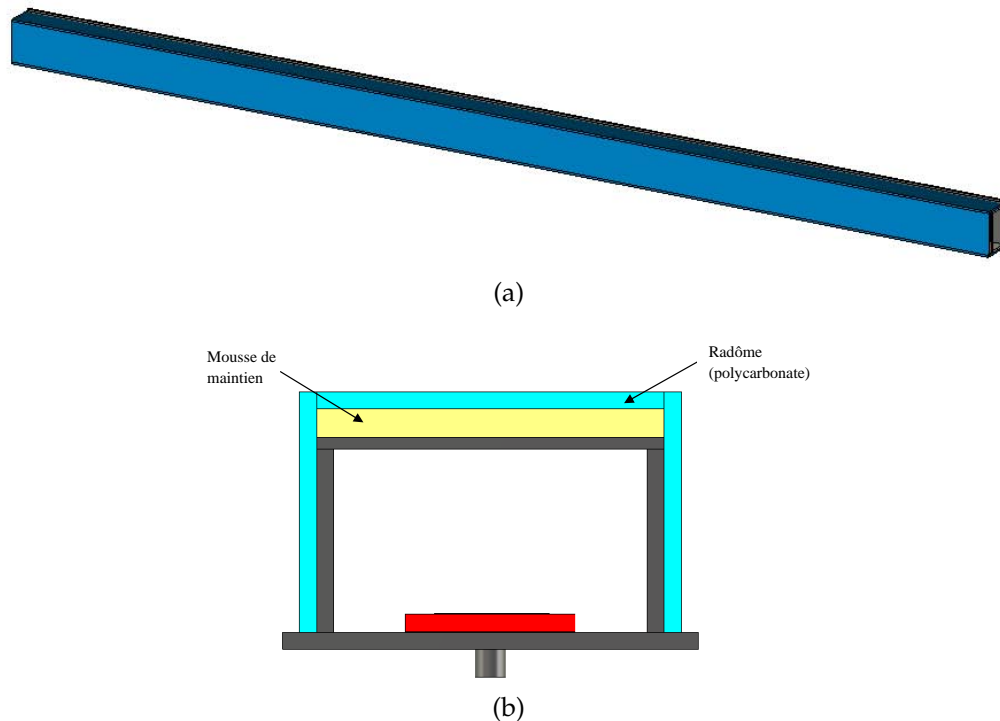 (a)
Mousse de
maintien
Radôme
(polycarbonate)
(b)